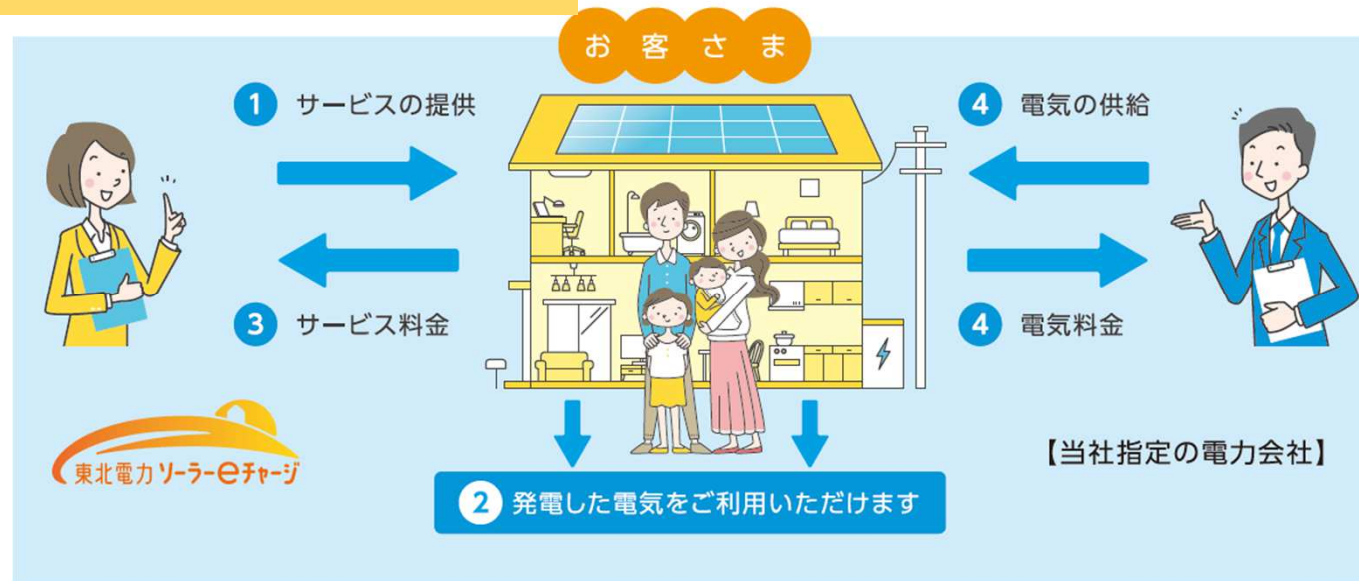 お客さま
① サービスの提供
③ サービス料金
④ 電気の供給
④ 電気料金
東北電力 ソーラーeチャージ
【当社指定の電力会社】
② 発電した電気をご利用いただけます